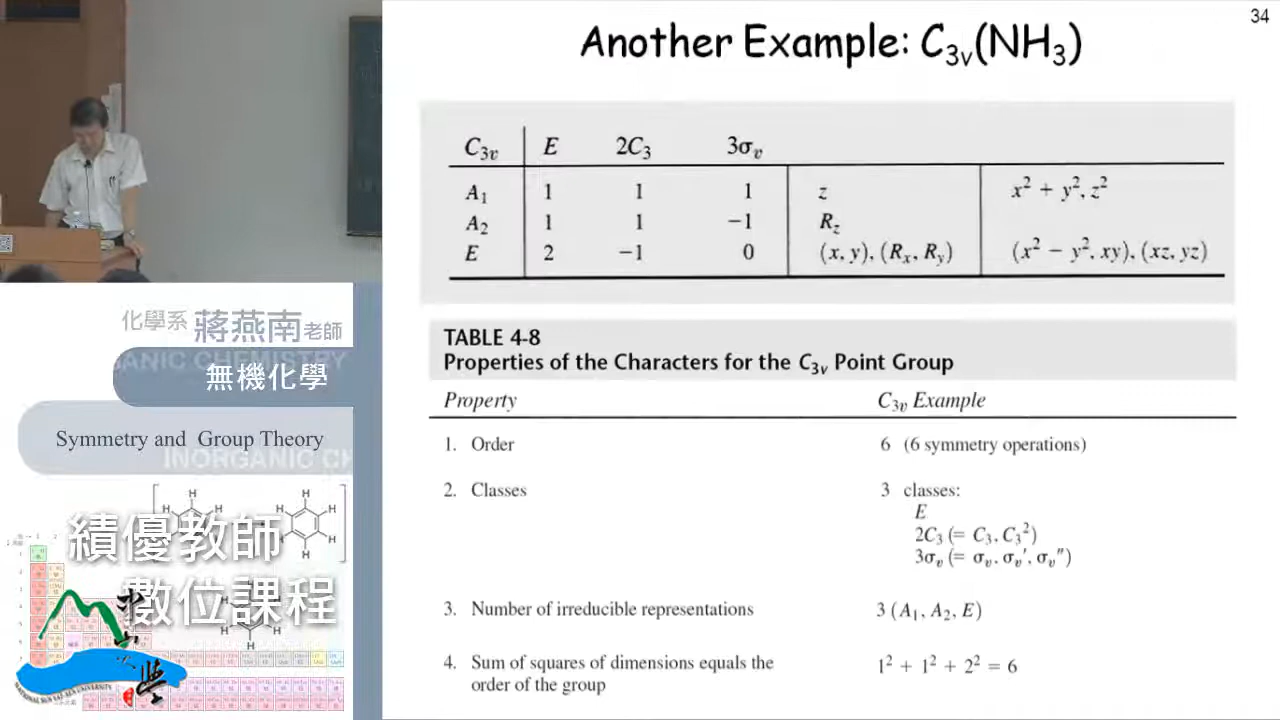 34
Another Example: C₃ᵥ(NH₃)
C₃ᵥ E 2C₃ 3σᵥ
A₁ 1 1 1 z x² + y², z²
A₂ 1 1 −1 R_z
E 2 −1 0 (x, y), (Rₓ, R_y) (x² − y², xy), (xz, yz)
TABLE 4-8
Properties of the Characters for the C₃ᵥ Point Group
Property C₃ᵥ Example
1. Order 6 (6 symmetry operations)
2. Classes 3 classes:
E
2C₃ (= C₃, C₃²)
3σᵥ (= σᵥ, σᵥ′, σᵥ″)
3. Number of irreducible representations 3 (A₁, A₂, E)
4. Sum of squares of dimensions equals the 1² + 1² + 2² = 6
order of the group
化學系 蔣燕南老師
無機化學
Symmetry and Group Theory
INORGANIC CH
績優教師
數位課程